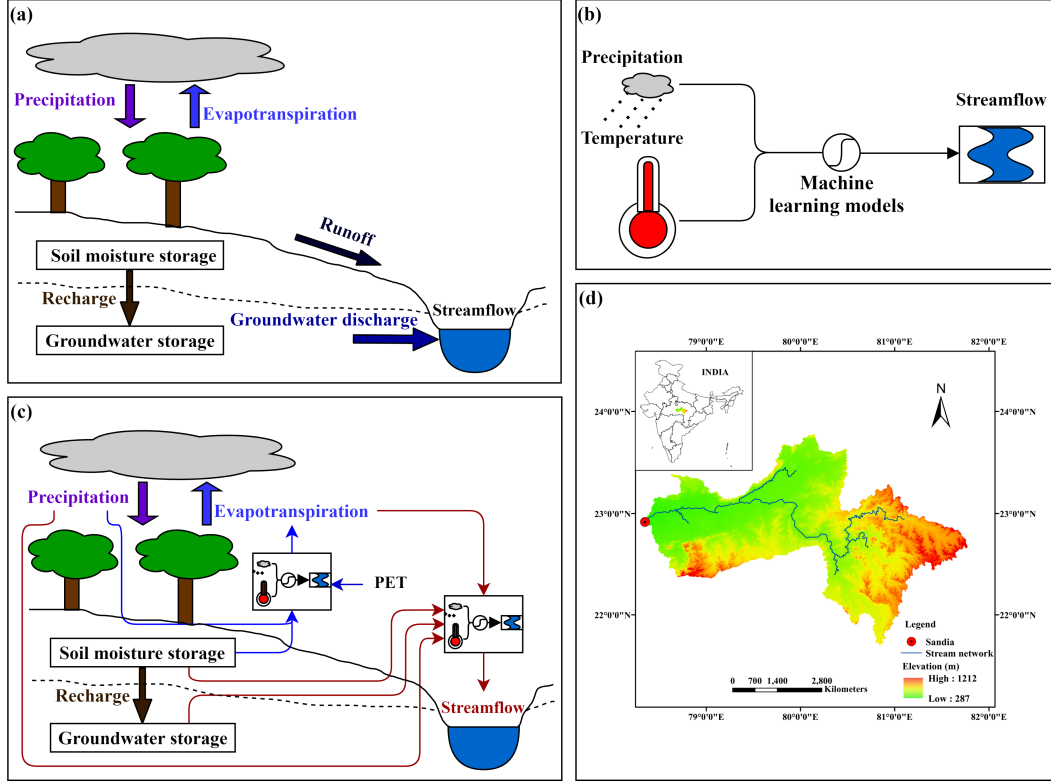 (a)
Precipitation
Evapotranspiration
Runoff
Soil moisture storage
Recharge
Streamflow
Groundwater discharge
Groundwater storage
(b)
Precipitation
Temperature
Streamflow
Machine
learning models
(c)
Precipitation
Evapotranspiration
PET
Soil moisture storage
Recharge
Streamflow
Groundwater storage
(d)
79°0'0"E 80°0'0"E 81°0'0"E 82°0'0"E
INDIA
N
24°0'0"N 24°0'0"N
23°0'0"N 23°0'0"N
22°0'0"N 22°0'0"N
Legend
Sandia
Stream network
Elevation (m)
High : 1212
Low : 287
0 700 1,400 2,800
Kilometers
79°0'0"E 80°0'0"E 81°0'0"E 82°0'0"E